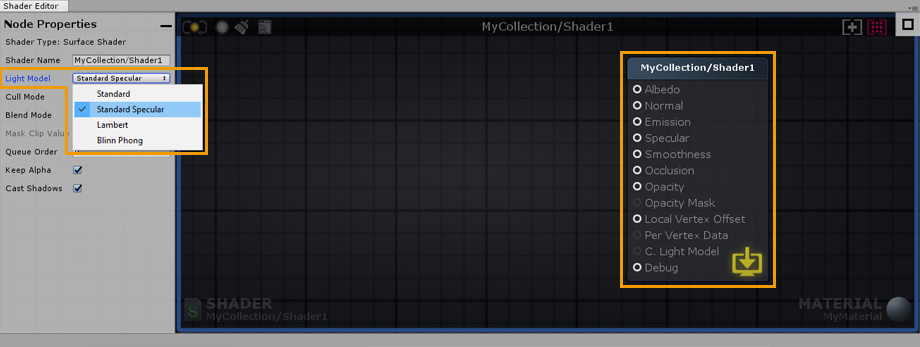 Shader Editor
Node Properties
Shader Type: Surface Shader
Shader Name MyCollection/Shader1
Light Model Standard Specular
Standard
Standard Specular
Lambert
Blinn Phong
Cull Mode
Blend Mode
Mask Clip Value
Queue Order
Keep Alpha
Cast Shadows
MyCollection/Shader1
MyCollection/Shader1
Albedo
Normal
Emission
Specular
Smoothness
Occlusion
Opacity
Opacity Mask
Local Vertex Offset
Per Vertex Data
C. Light Model
Debug
S SHADER
MyCollection/Shader1
MATERIAL
MyMaterial